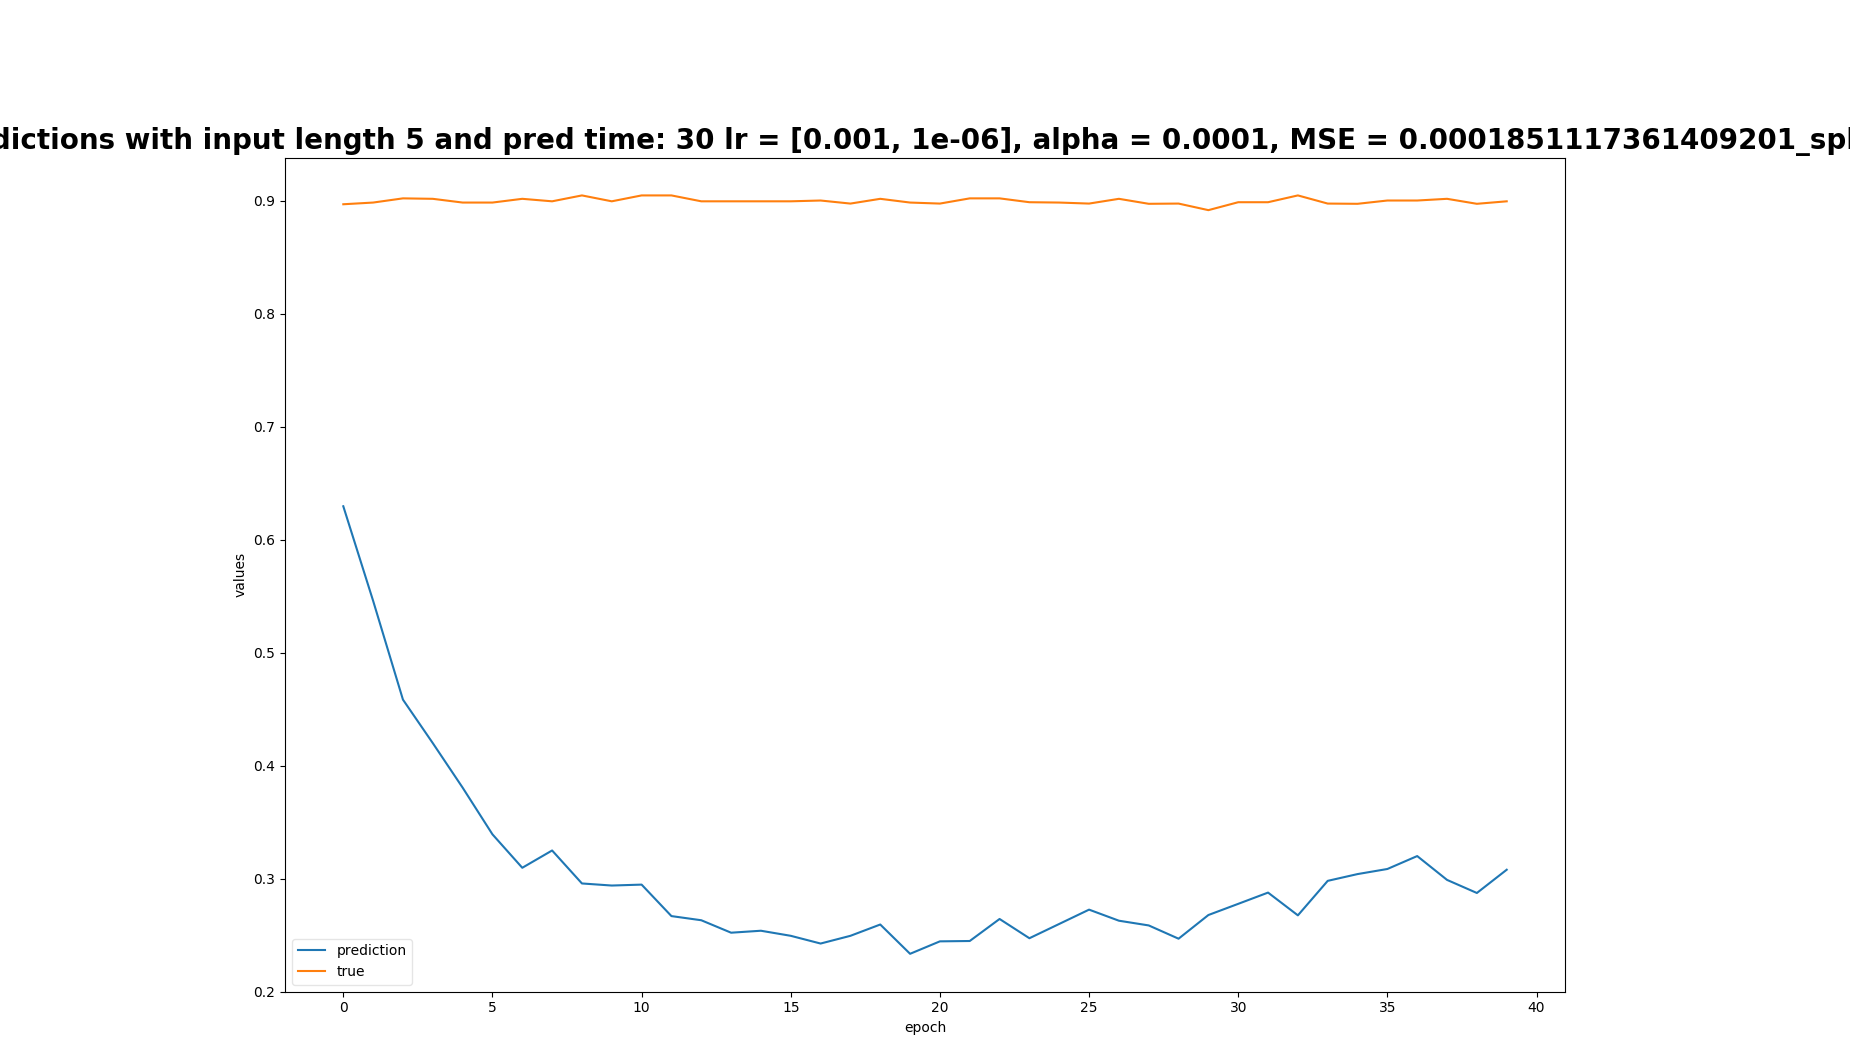 dictions with input length 5 and pred time: 30 lr = [0.001, 1e-06], alpha = 0.0001, MSE = 0.0001851117361409201_spl
0.9
0.8
0.7
0.6
0.5
0.4
0.3
0.2
values
prediction
true
0 5 10 15 20 25 30 35 40
epoch